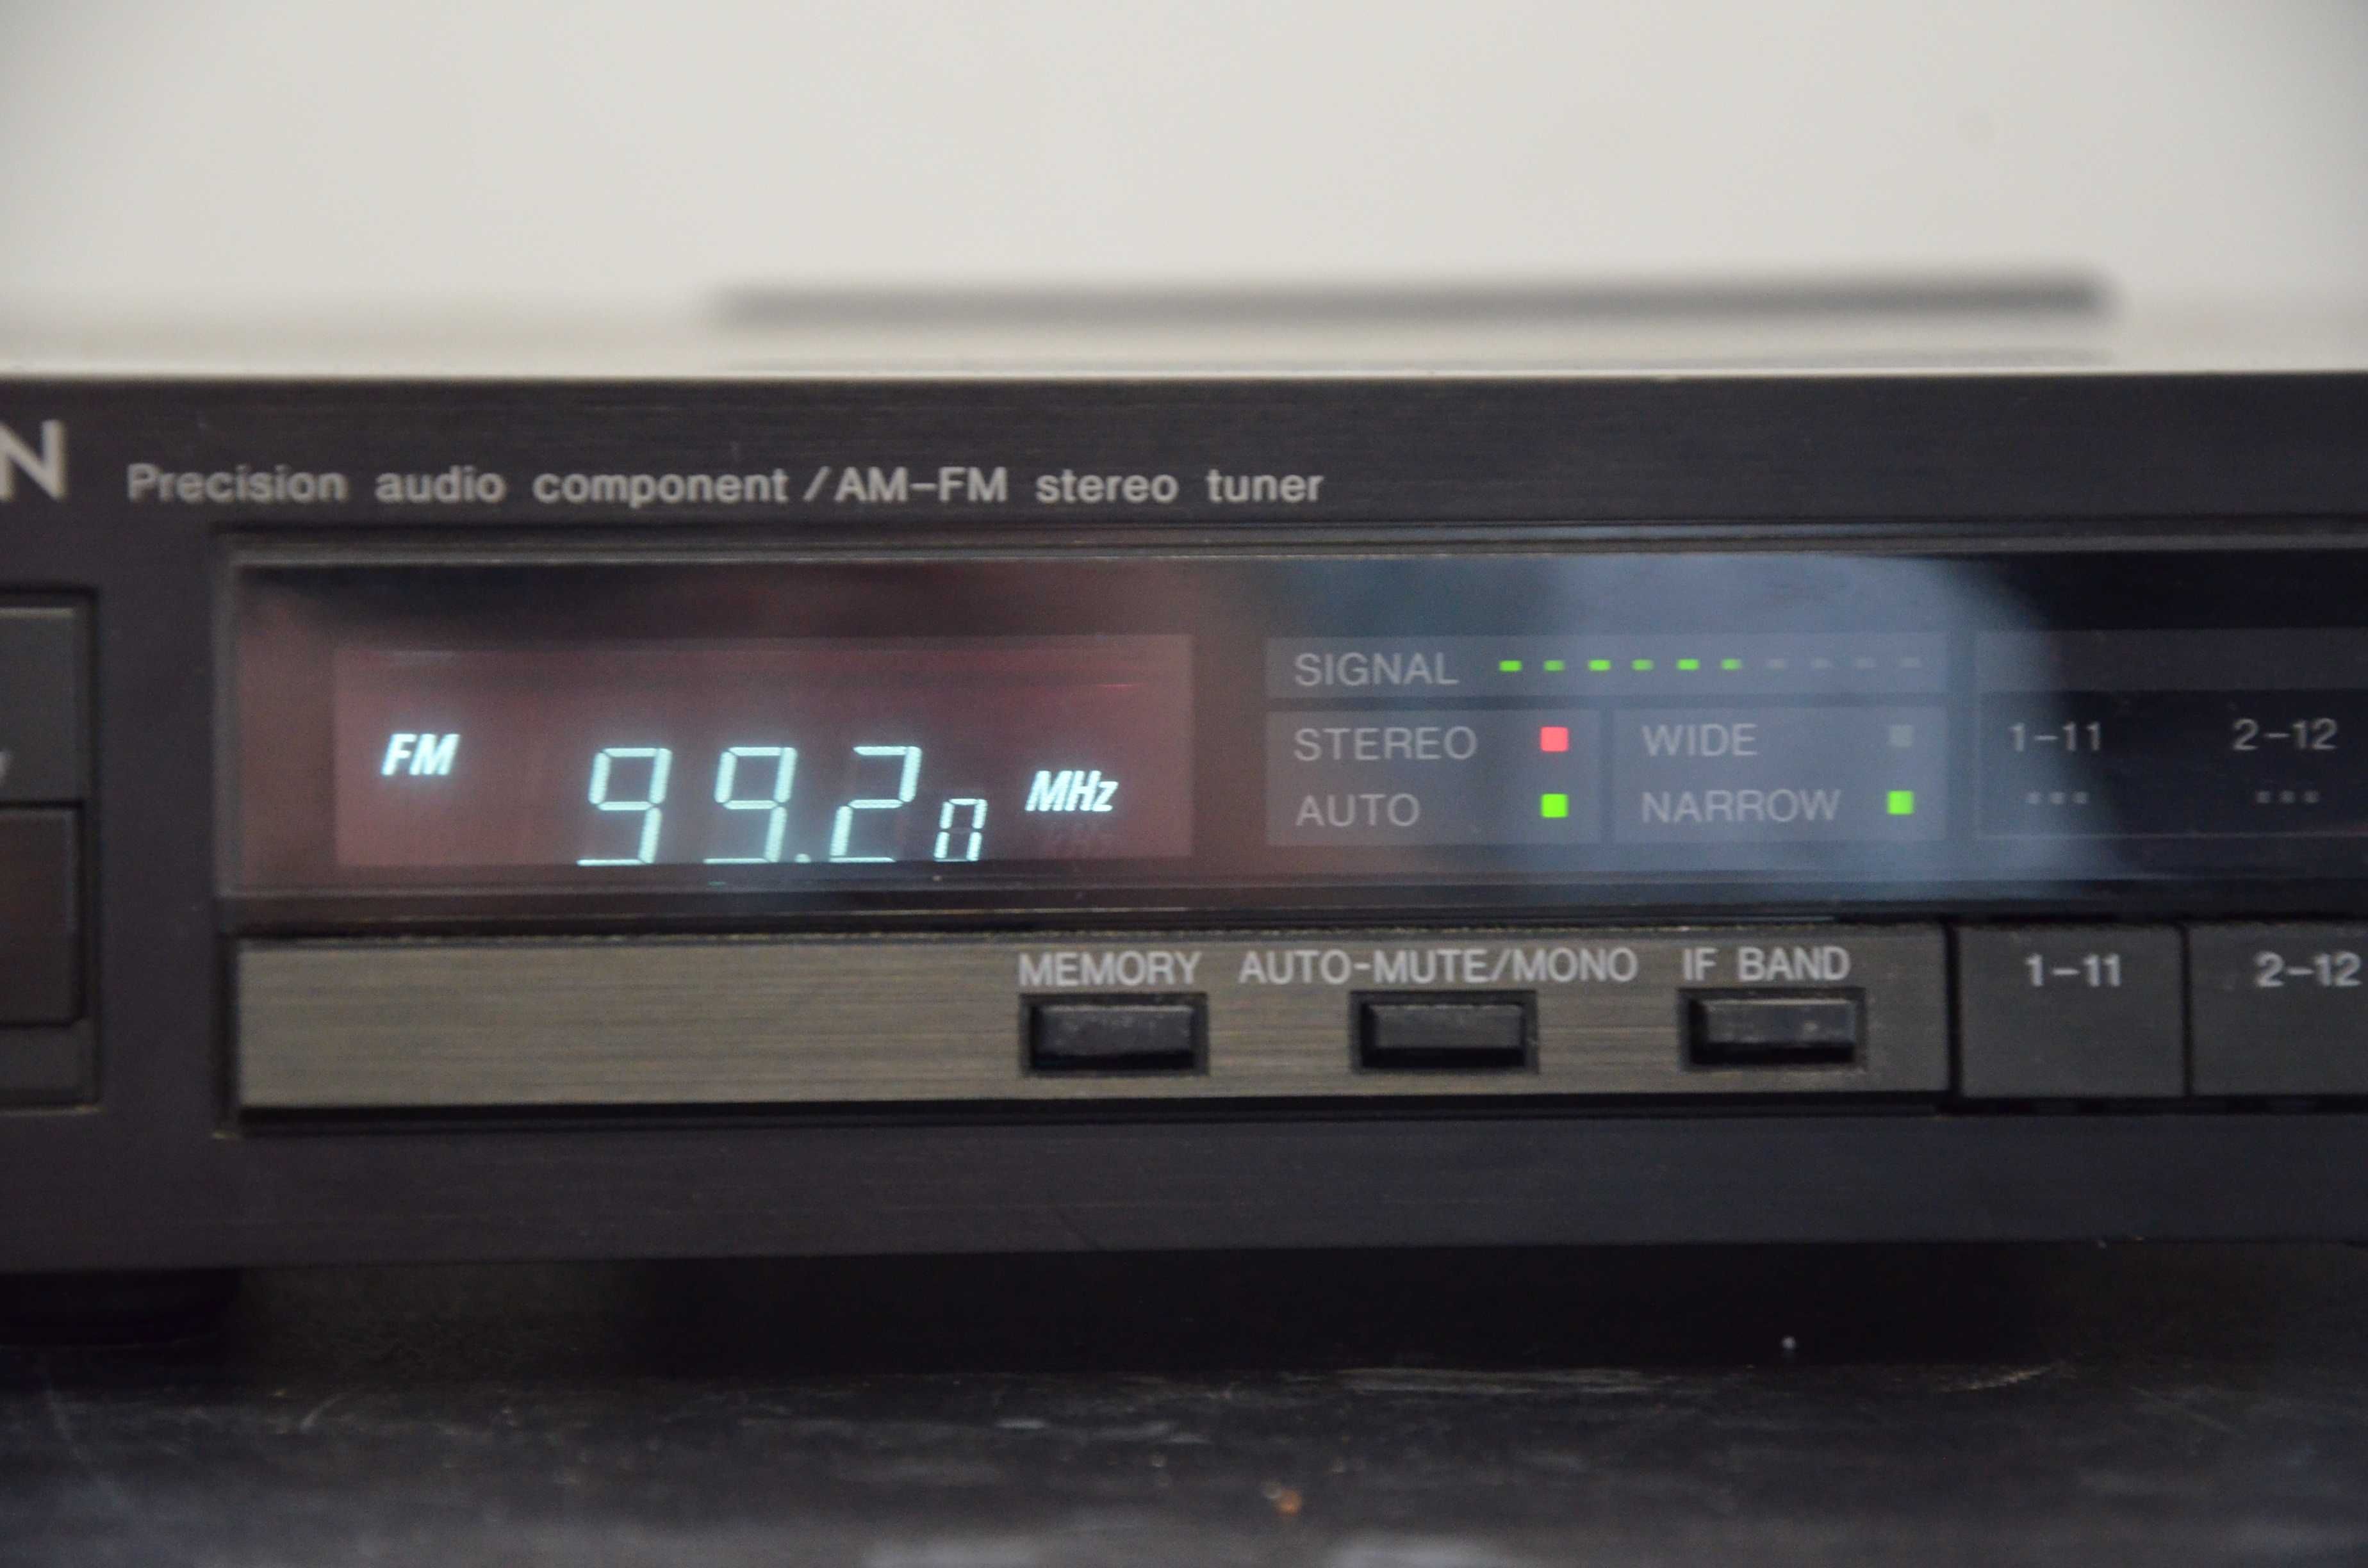 N Precision audio component/AM-FM stereo tuner
SIGNAL
FM 99.20 MHz
STEREO WIDE 1-11 2-12
AUTO NARROW
MEMORY AUTO-MUTE/MONO IF BAND 1-11 2-12